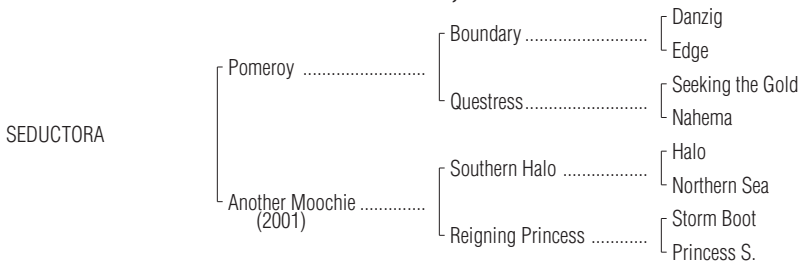 Danzig
Boundary ..........................
Edge
Pomeroy ..........................
Seeking the Gold
Questress..........................
Nahema
SEDUCTORA
Halo
Southern Halo ..................
Northern Sea
Another Moochie ..............
(2001)
Storm Boot
Reigning Princess ............
Princess S.